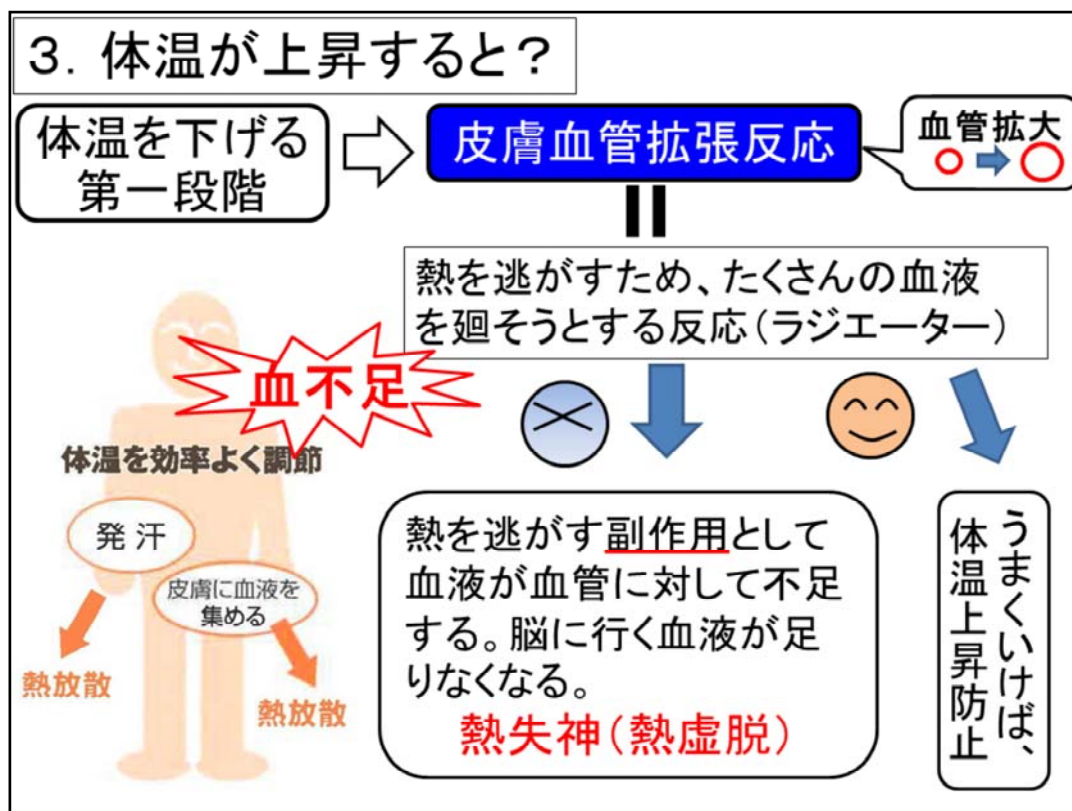 ３．体温が上昇すると？
体温を下げる
第一段階
皮膚血管拡張反応
血管拡大
熱を逃がすため、たくさんの血液
を廻そうとする反応（ラジエーター）
血不足
体温を効率よく調節
発汗
皮膚に血液を
集める
熱放散
熱放散
熱を逃がす副作用として
血液が血管に対して不足
する。脳に行く血液が足
りなくなる。
熱失神（熱虚脱）
うまくいけば、
体温上昇防止